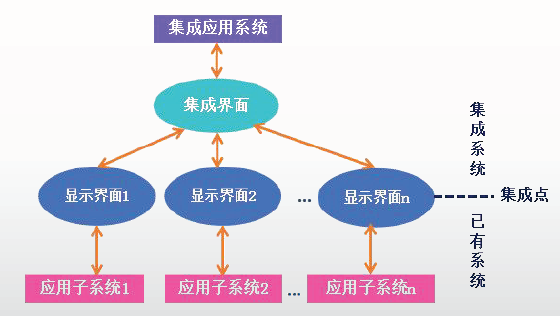 集成应用系统
集成界面
集成系统
显示界面1
显示界面2
...
显示界面n
集成点
已有系统
应用子系统1
应用子系统2
...
应用子系统n